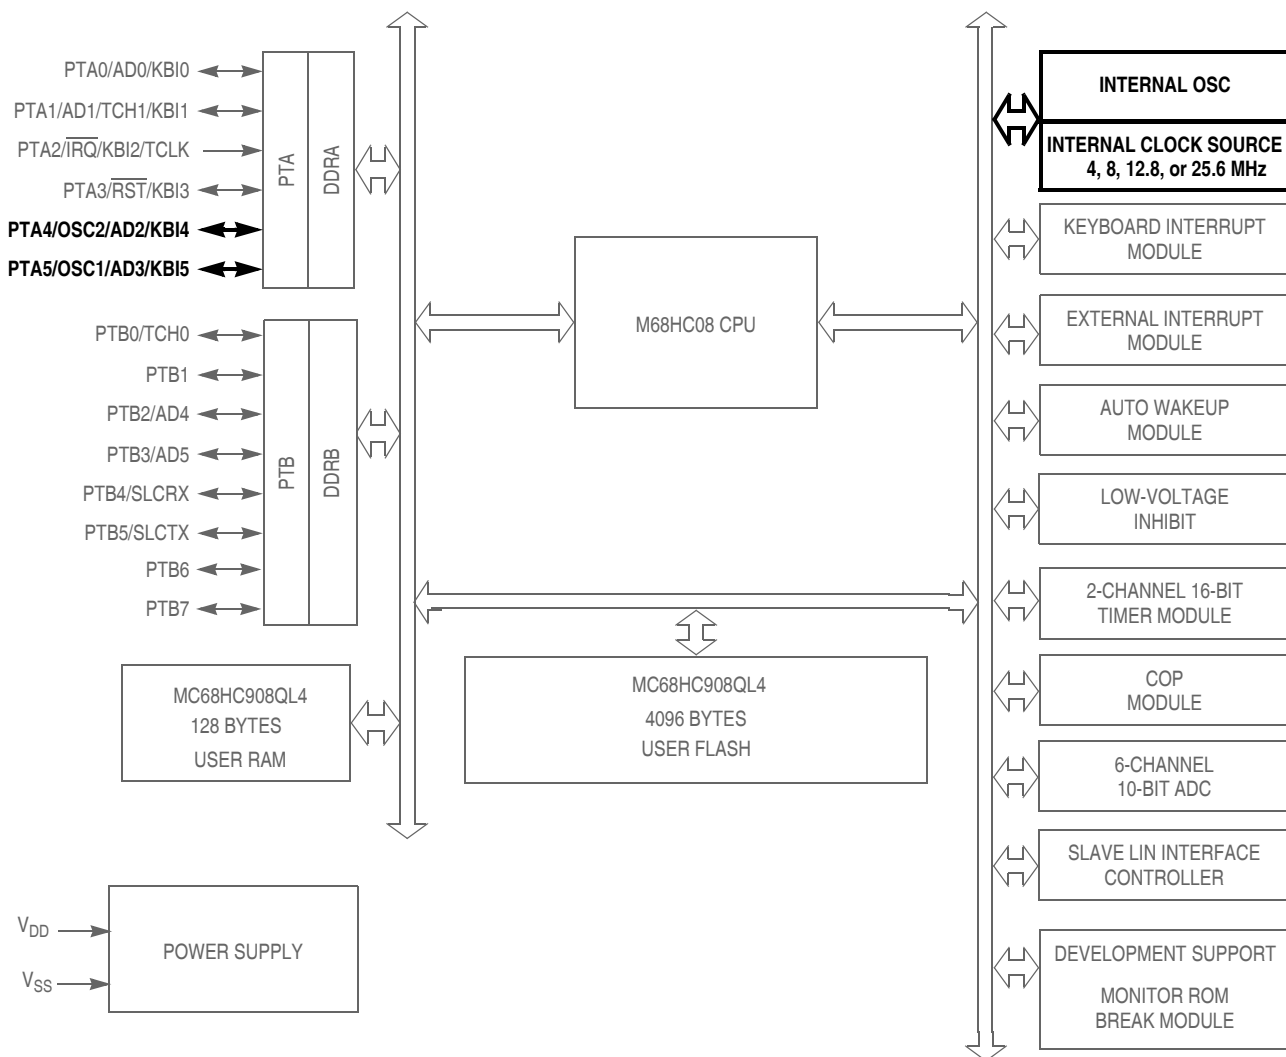 PTA0/AD0/KBI0
PTA1/AD1/TCH1/KBI1
PTA2/IRQ/KBI2/TCLK
PTA3/RST/KBI3
PTA4/OSC2/AD2/KBI4
PTA5/OSC1/AD3/KBI5
PTA
DDRA
PTB0/TCH0
PTB1
PTB2/AD4
PTB3/AD5
PTB4/SLCRX
PTB5/SLCTX
PTB6
PTB7
PTB
DDRB
MC68HC908QL4
128 BYTES
USER RAM
VDD
VSS
POWER SUPPLY
M68HC08 CPU
MC68HC908QL4
4096 BYTES
USER FLASH
INTERNAL OSC
INTERNAL CLOCK SOURCE
4, 8, 12.8, or 25.6 MHz
KEYBOARD INTERRUPT
MODULE
EXTERNAL INTERRUPT
MODULE
AUTO WAKEUP
MODULE
LOW-VOLTAGE
INHIBIT
2-CHANNEL 16-BIT
TIMER MODULE
COP
MODULE
6-CHANNEL
10-BIT ADC
SLAVE LIN INTERFACE
CONTROLLER
DEVELOPMENT SUPPORT
MONITOR ROM
BREAK MODULE